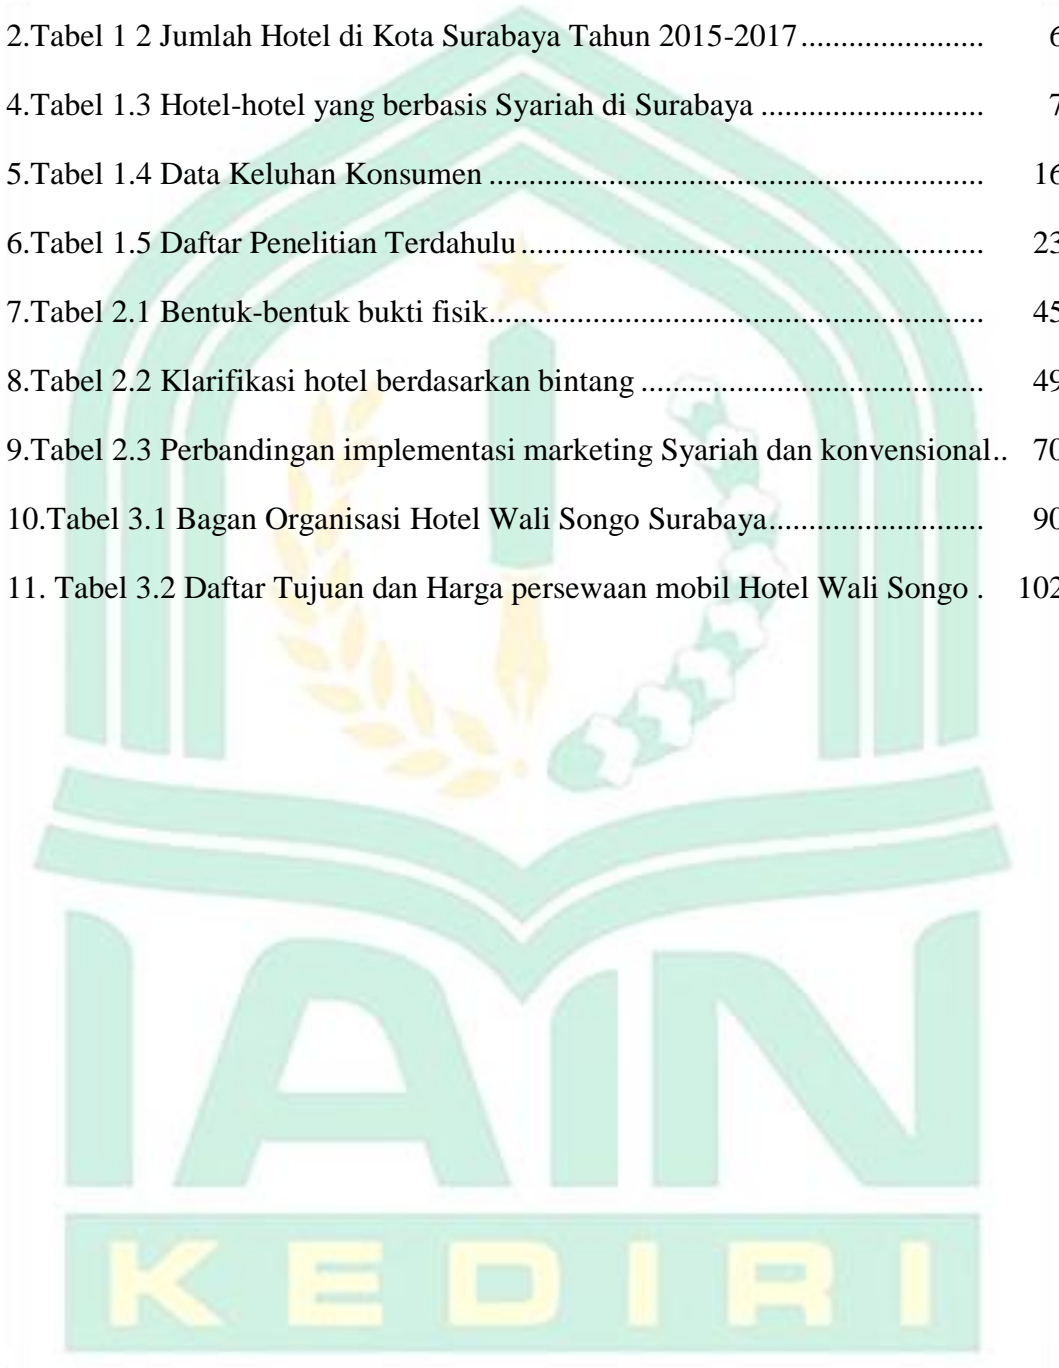 2.Tabel 1 2 Jumlah Hotel di Kota Surabaya Tahun 2015-2017....................... 6
4.Tabel 1.3 Hotel-hotel yang berbasis Syariah di Surabaya ............................ 7
5.Tabel 1.4 Data Keluhan Konsumen .............................................................. 16
6.Tabel 1.5 Daftar Penelitian Terdahulu.......................................................... 23
7.Tabel 2.1 Bentuk-bentuk bukti fisik.............................................................. 45
8.Tabel 2.2 Klarifikasi hotel berdasarkan bintang ........................................... 49
9.Tabel 2.3 Perbandingan implementasi marketing Syariah dan konvensional.. 70
10.Tabel 3.1 Bagan Organisasi Hotel Wali Songo Surabaya........................... 90
11. Tabel 3.2 Daftar Tujuan dan Harga persewaan mobil Hotel Wali Songo . 102
IAIN
KEDIRI